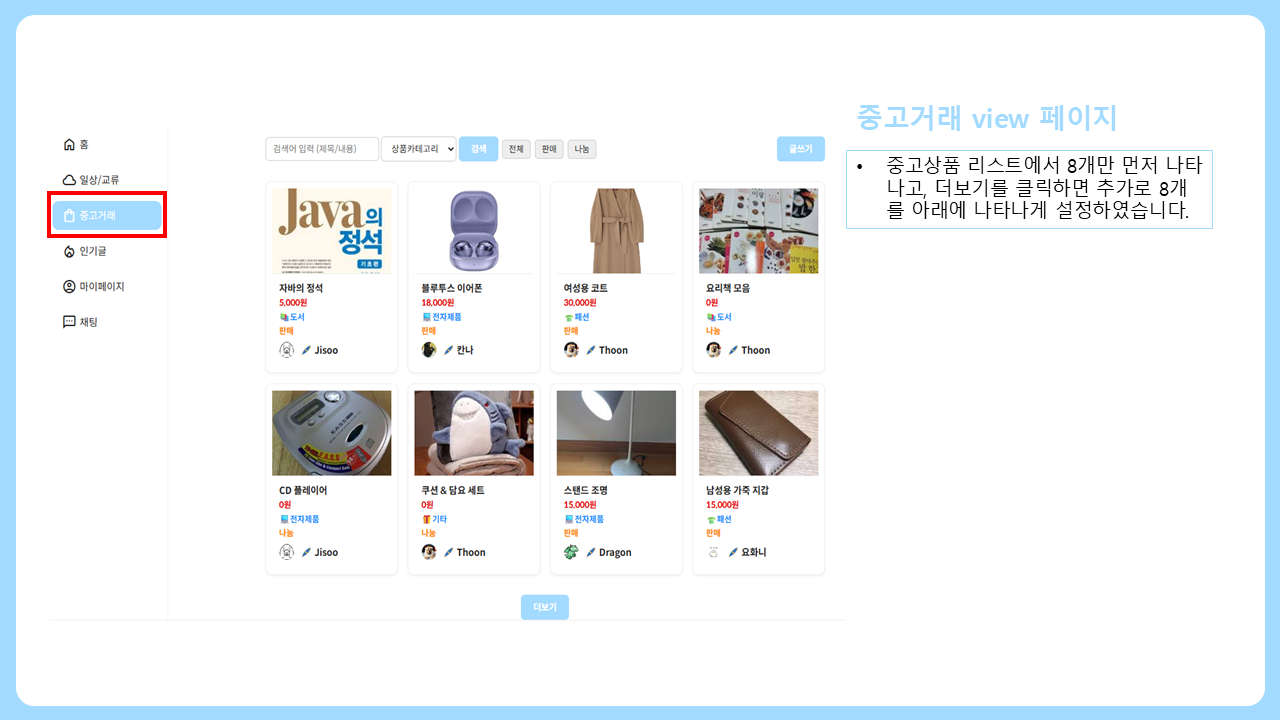 중고거래 view 페이지
• 중고상품 리스트에서 8개만 먼저 나타
나고, 더보기를 클릭하면 추가로 8개
를 아래에 나타나게 설정하였습니다.
홈
일상/교류
중고거래
인기글
마이페이지
채팅
검색어 입력 (제목/내용) 상품카테고리 검색 전체 판매 나눔 글쓰기
Java의
정석
기초편
자바의 정석
5,000원
도서
판매
Jisoo
블루투스 이어폰
18,000원
전자제품
판매
칸나
여성용 코트
30,000원
패션
판매
Thoon
요리책 모음
0원
도서
나눔
Thoon
CD 플레이어
0원
전자제품
나눔
Jisoo
쿠션 & 담요 세트
0원
기타
나눔
Thoon
스탠드 조명
15,000원
전자제품
판매
Dragon
남성용 가죽 지갑
15,000원
패션
판매
요화니
더보기